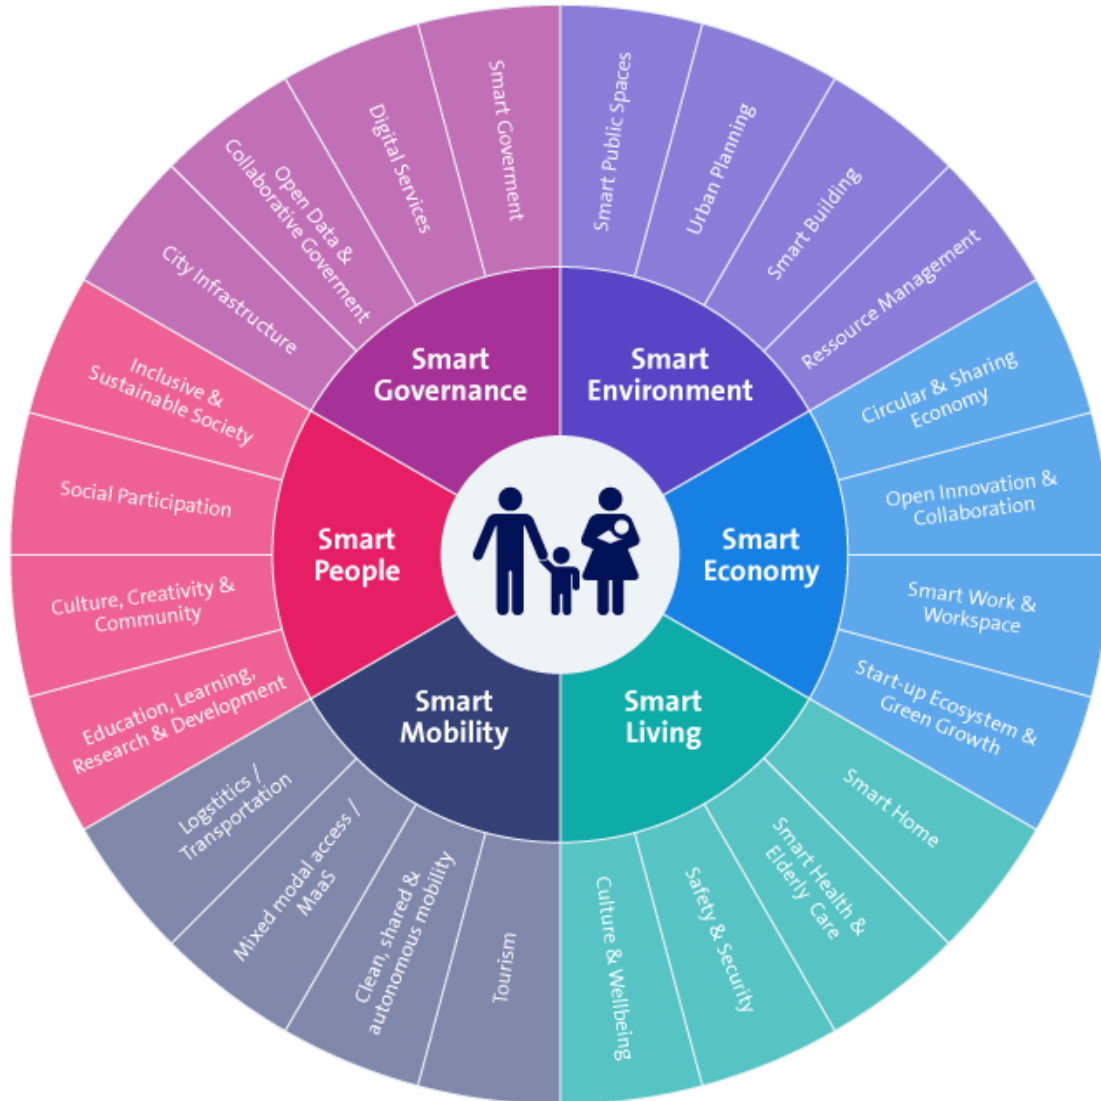 Smart
Governance
Smart
Environment
Smart
Economy
Smart
Living
Smart
Mobility
Smart
People
Smart Public Spaces
Urban Planning
Smart Building
Ressource Management
Circular & Sharing
Economy
Open Innovation &
Collaboration
Smart Work &
Workspace
Start-up Ecosystem &
Green Growth
Smart Home
Smart Health &
Elderly Care
Safety & Security
Culture & Wellbeing
Tourism
Clean, shared &
autonomous mobility
Mixed modal access /
MaaS
Logstitics /
Transportation
Education, Learning,
Research & Development
Culture, Creativity &
Community
Social Participation
Inclusive &
Sustainable Society
City Infrastructure
Open Data &
Collaborative Goverment
Digital Services
Smart Goverment